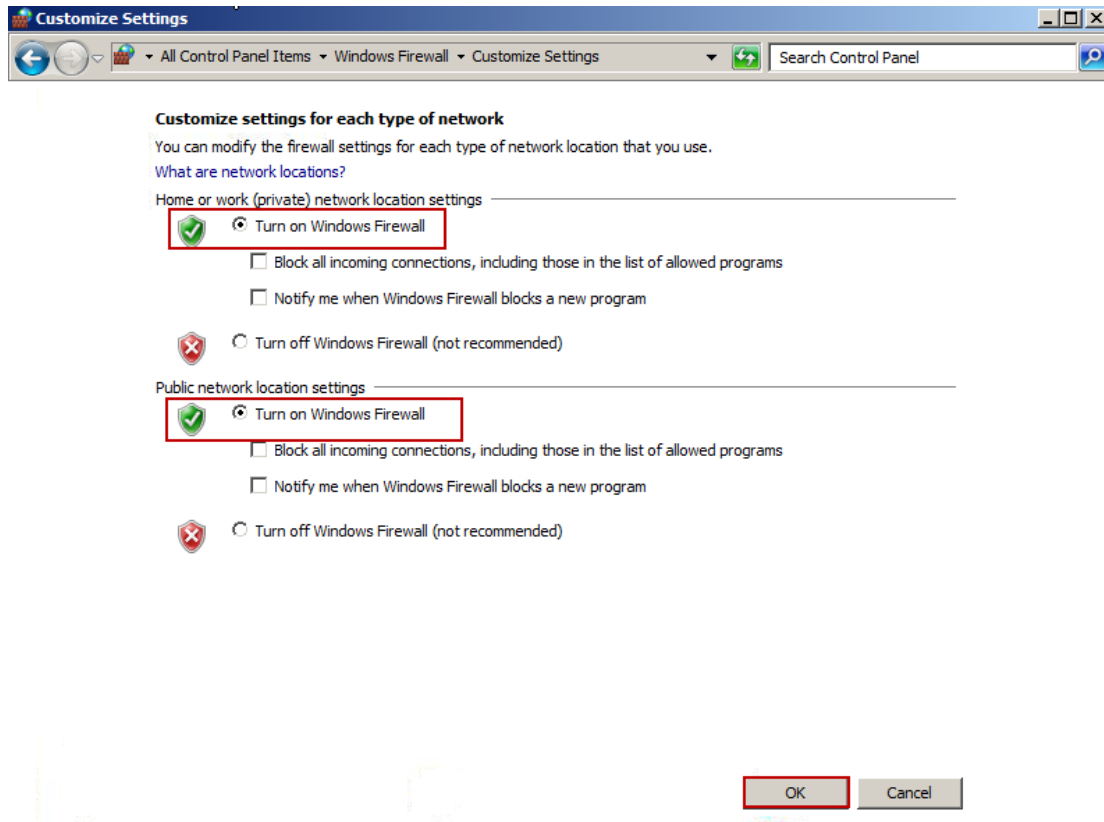 Customize Settings
All Control Panel Items Windows Firewall Customize Settings Search Control Panel
Customize settings for each type of network
You can modify the firewall settings for each type of network location that you use.
What are network locations?
Home or work (private) network location settings
Turn on Windows Firewall
Block all incoming connections, including those in the list of allowed programs
Notify me when Windows Firewall blocks a new program
Turn off Windows Firewall (not recommended)
Public network location settings
Turn on Windows Firewall
Block all incoming connections, including those in the list of allowed programs
Notify me when Windows Firewall blocks a new program
Turn off Windows Firewall (not recommended)
OK Cancel